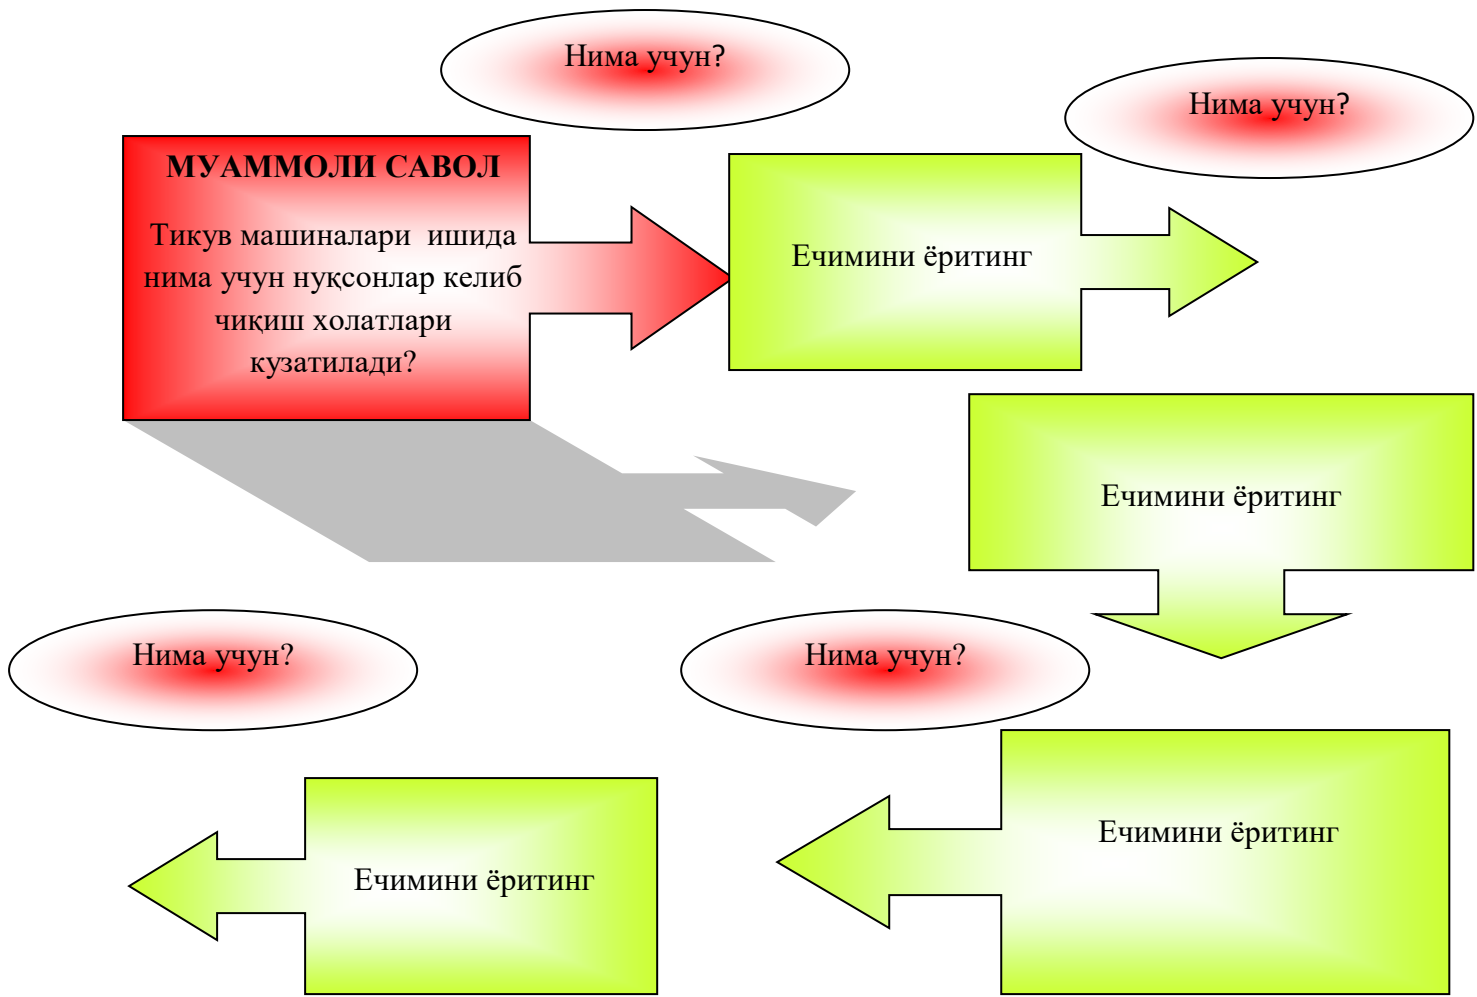 Нима учун?
Нима учун?
МУАММОЛИ САВОЛ
Тикув машиналари ишида
нима учун нуқсонлар келиб
чиқиш холатлари
кузатилади?
Ечимини ёритинг
Ечимини ёритинг
Нима учун?
Нима учун?
Ечимини ёритинг
Ечимини ёритинг